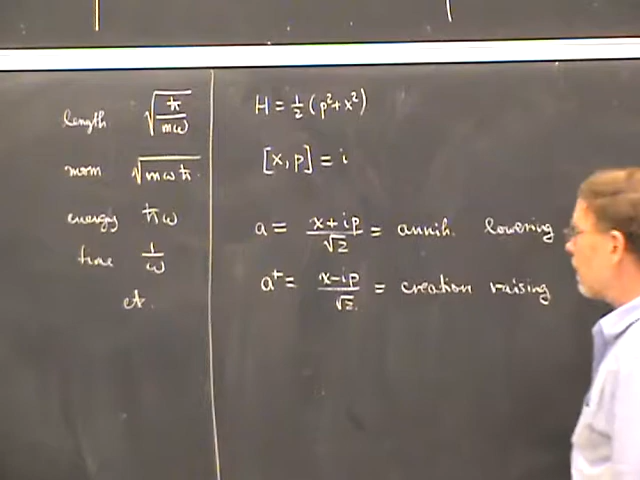 length √(ħ/mω)
mom √(mωħ).
energy ħω
time 1/ω
et.
H = 1/2 (p² + x²)
[x, p] = i
a = (x + ip)/√2 = annih. lowering
a⁺ = (x - ip)/√2. = creation raising